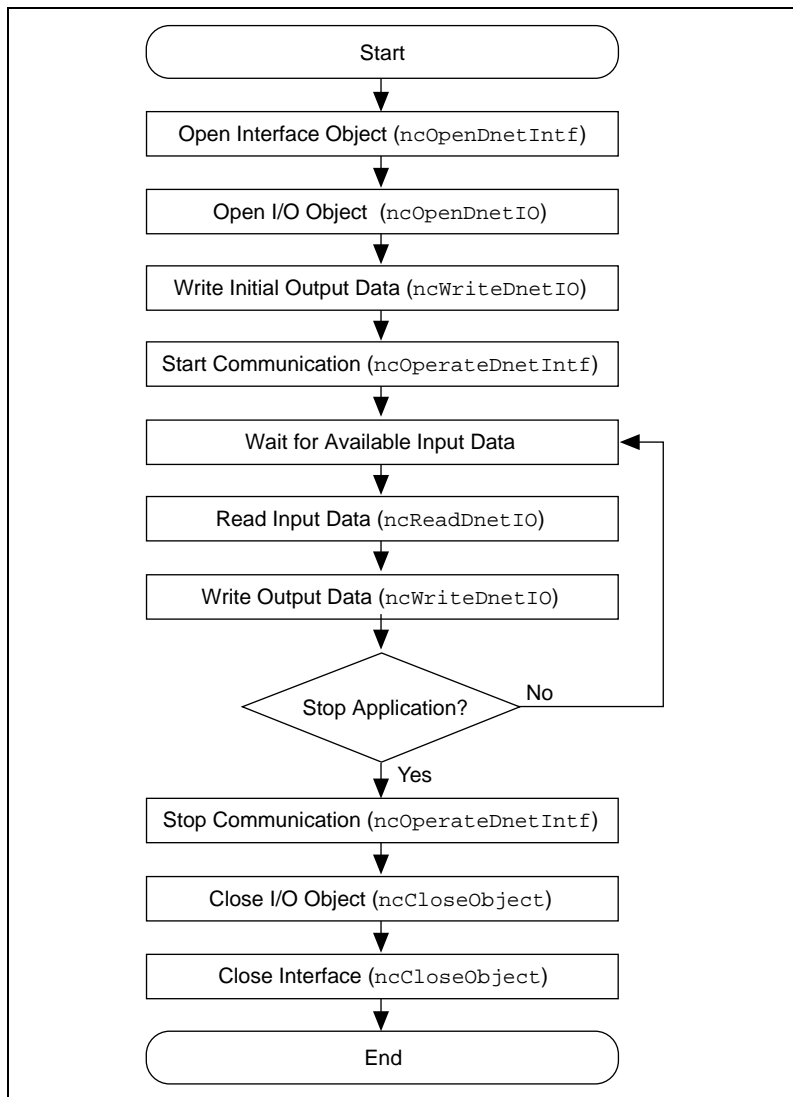 Start
Open Interface Object (ncOpenDnetIntf)
Open I/O Object (ncOpenDnetIO)
Write Initial Output Data (ncWriteDnetIO)
Start Communication (ncOperateDnetIntf)
Wait for Available Input Data
Read Input Data (ncReadDnetIO)
Write Output Data (ncWriteDnetIO)
Stop Application?
No
Yes
Stop Communication (ncOperateDnetIntf)
Close I/O Object (ncCloseObject)
Close Interface (ncCloseObject)
End